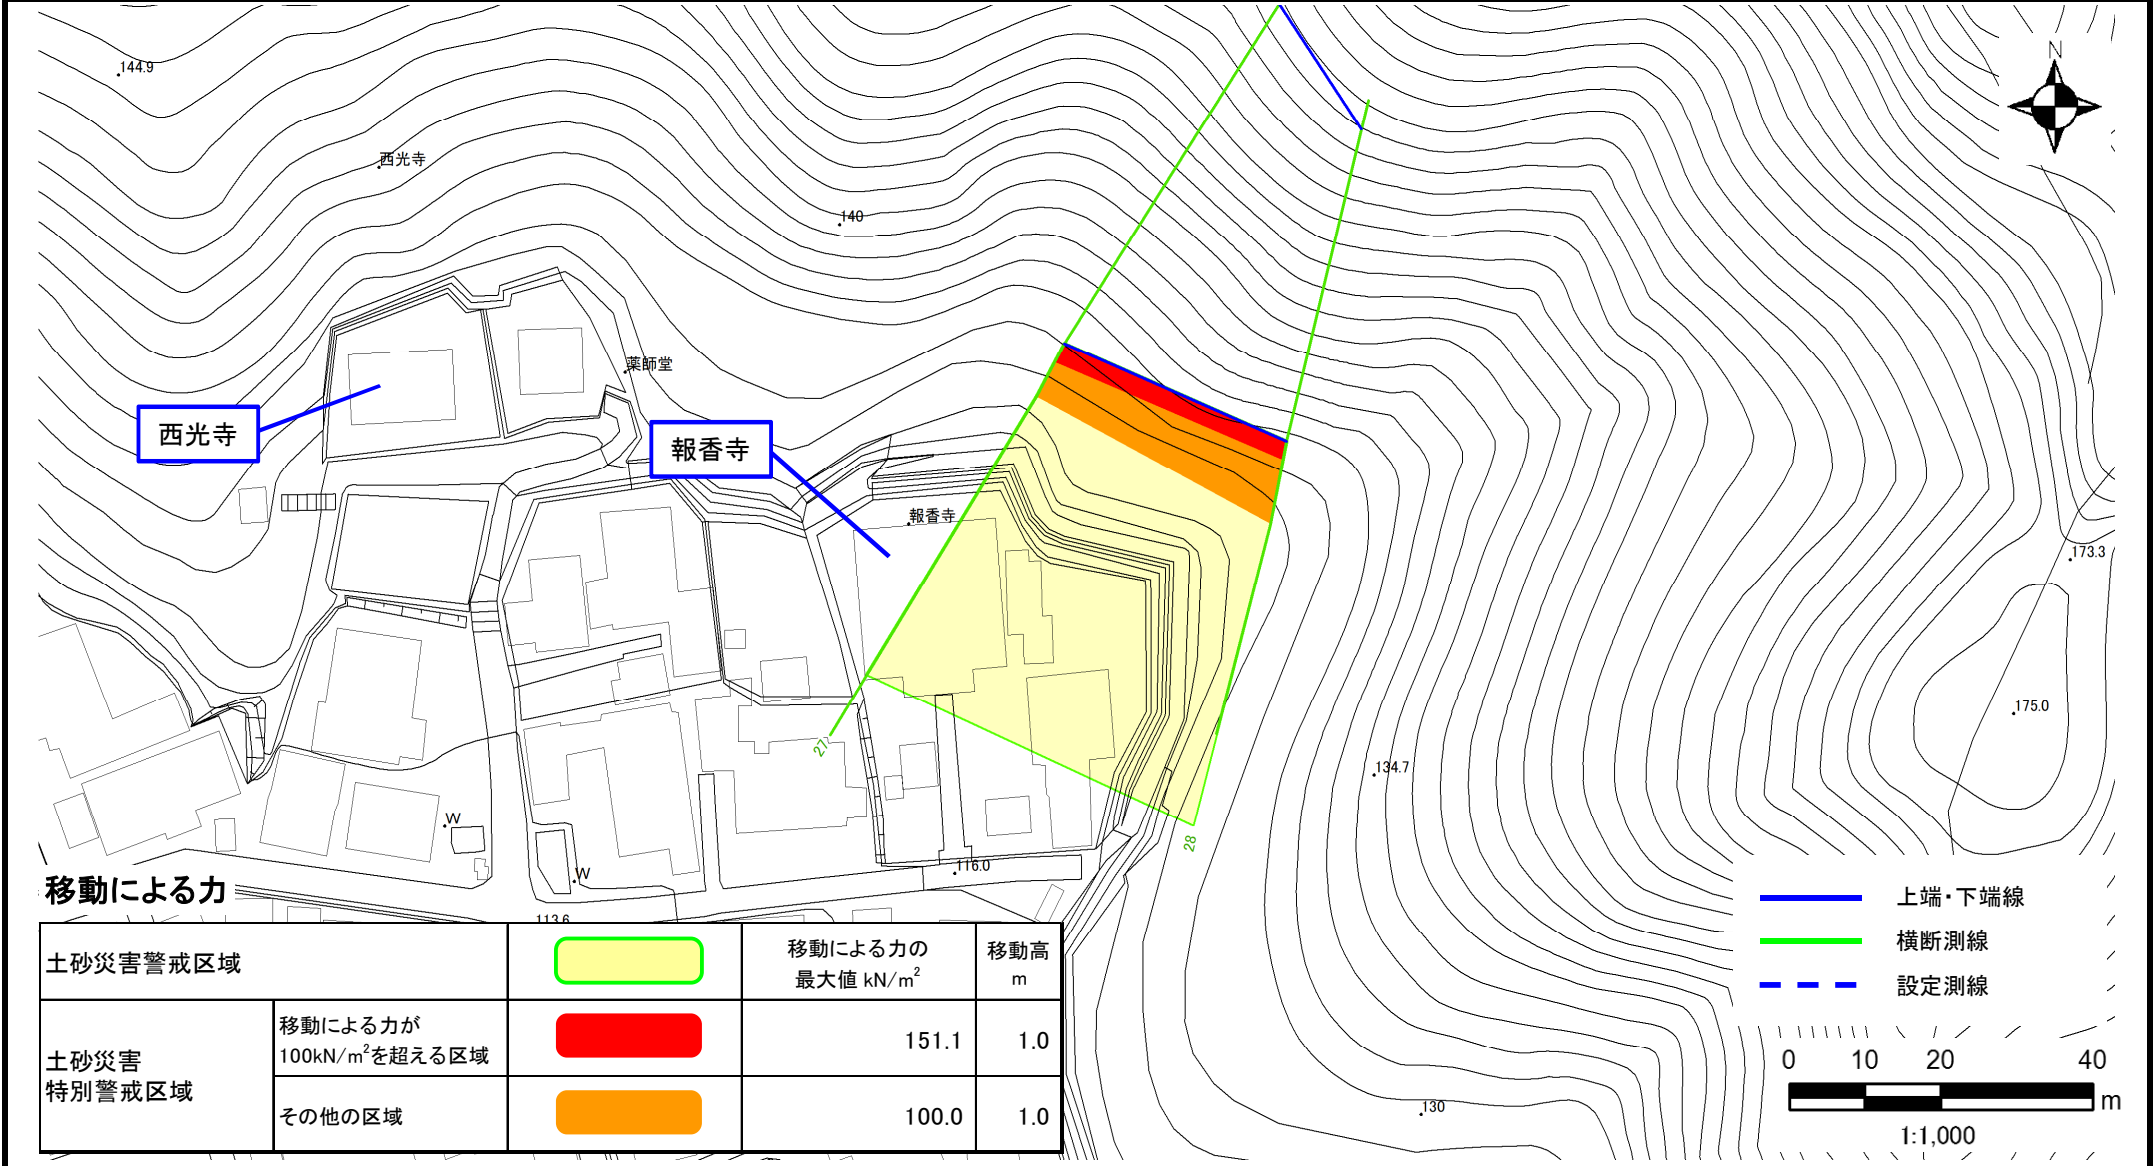 N
144.9
西光寺
140
薬師堂
西光寺
報香寺
報香寺
173.3
175.0
27
134.7
28
W
W
116.0
113.6
130
移動による力
土砂災害警戒区域
移動による力の
最大値 kN/m²
移動高
m
土砂災害
特別警戒区域
移動による力が
100kN/m²を超える区域
151.1
1.0
その他の区域
100.0
1.0
上端・下端線
横断測線
設定測線
0 10 20 40
m
1:1,000